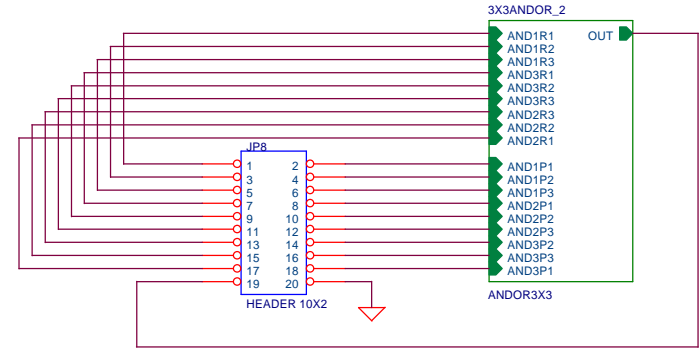 3X3ANDOR_2
AND1R1 OUT
AND1R2
AND1R3
AND3R1
AND3R2
AND3R3
AND2R3
AND2R2
AND2R1
JP8
1 2 AND1P1
3 4 AND1P2
5 6 AND1P3
7 8 AND2P1
9 10 AND2P2
11 12 AND2P3
13 14 AND3P2
15 16 AND3P3
17 18 AND3P1
19 20
HEADER 10X2
ANDOR3X3